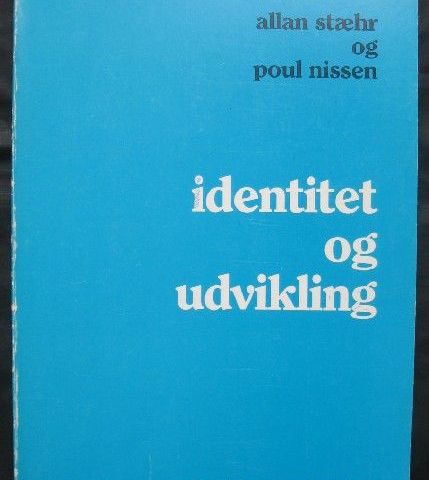 allan stæhr
og
poul nissen
identitet
og
udvikling